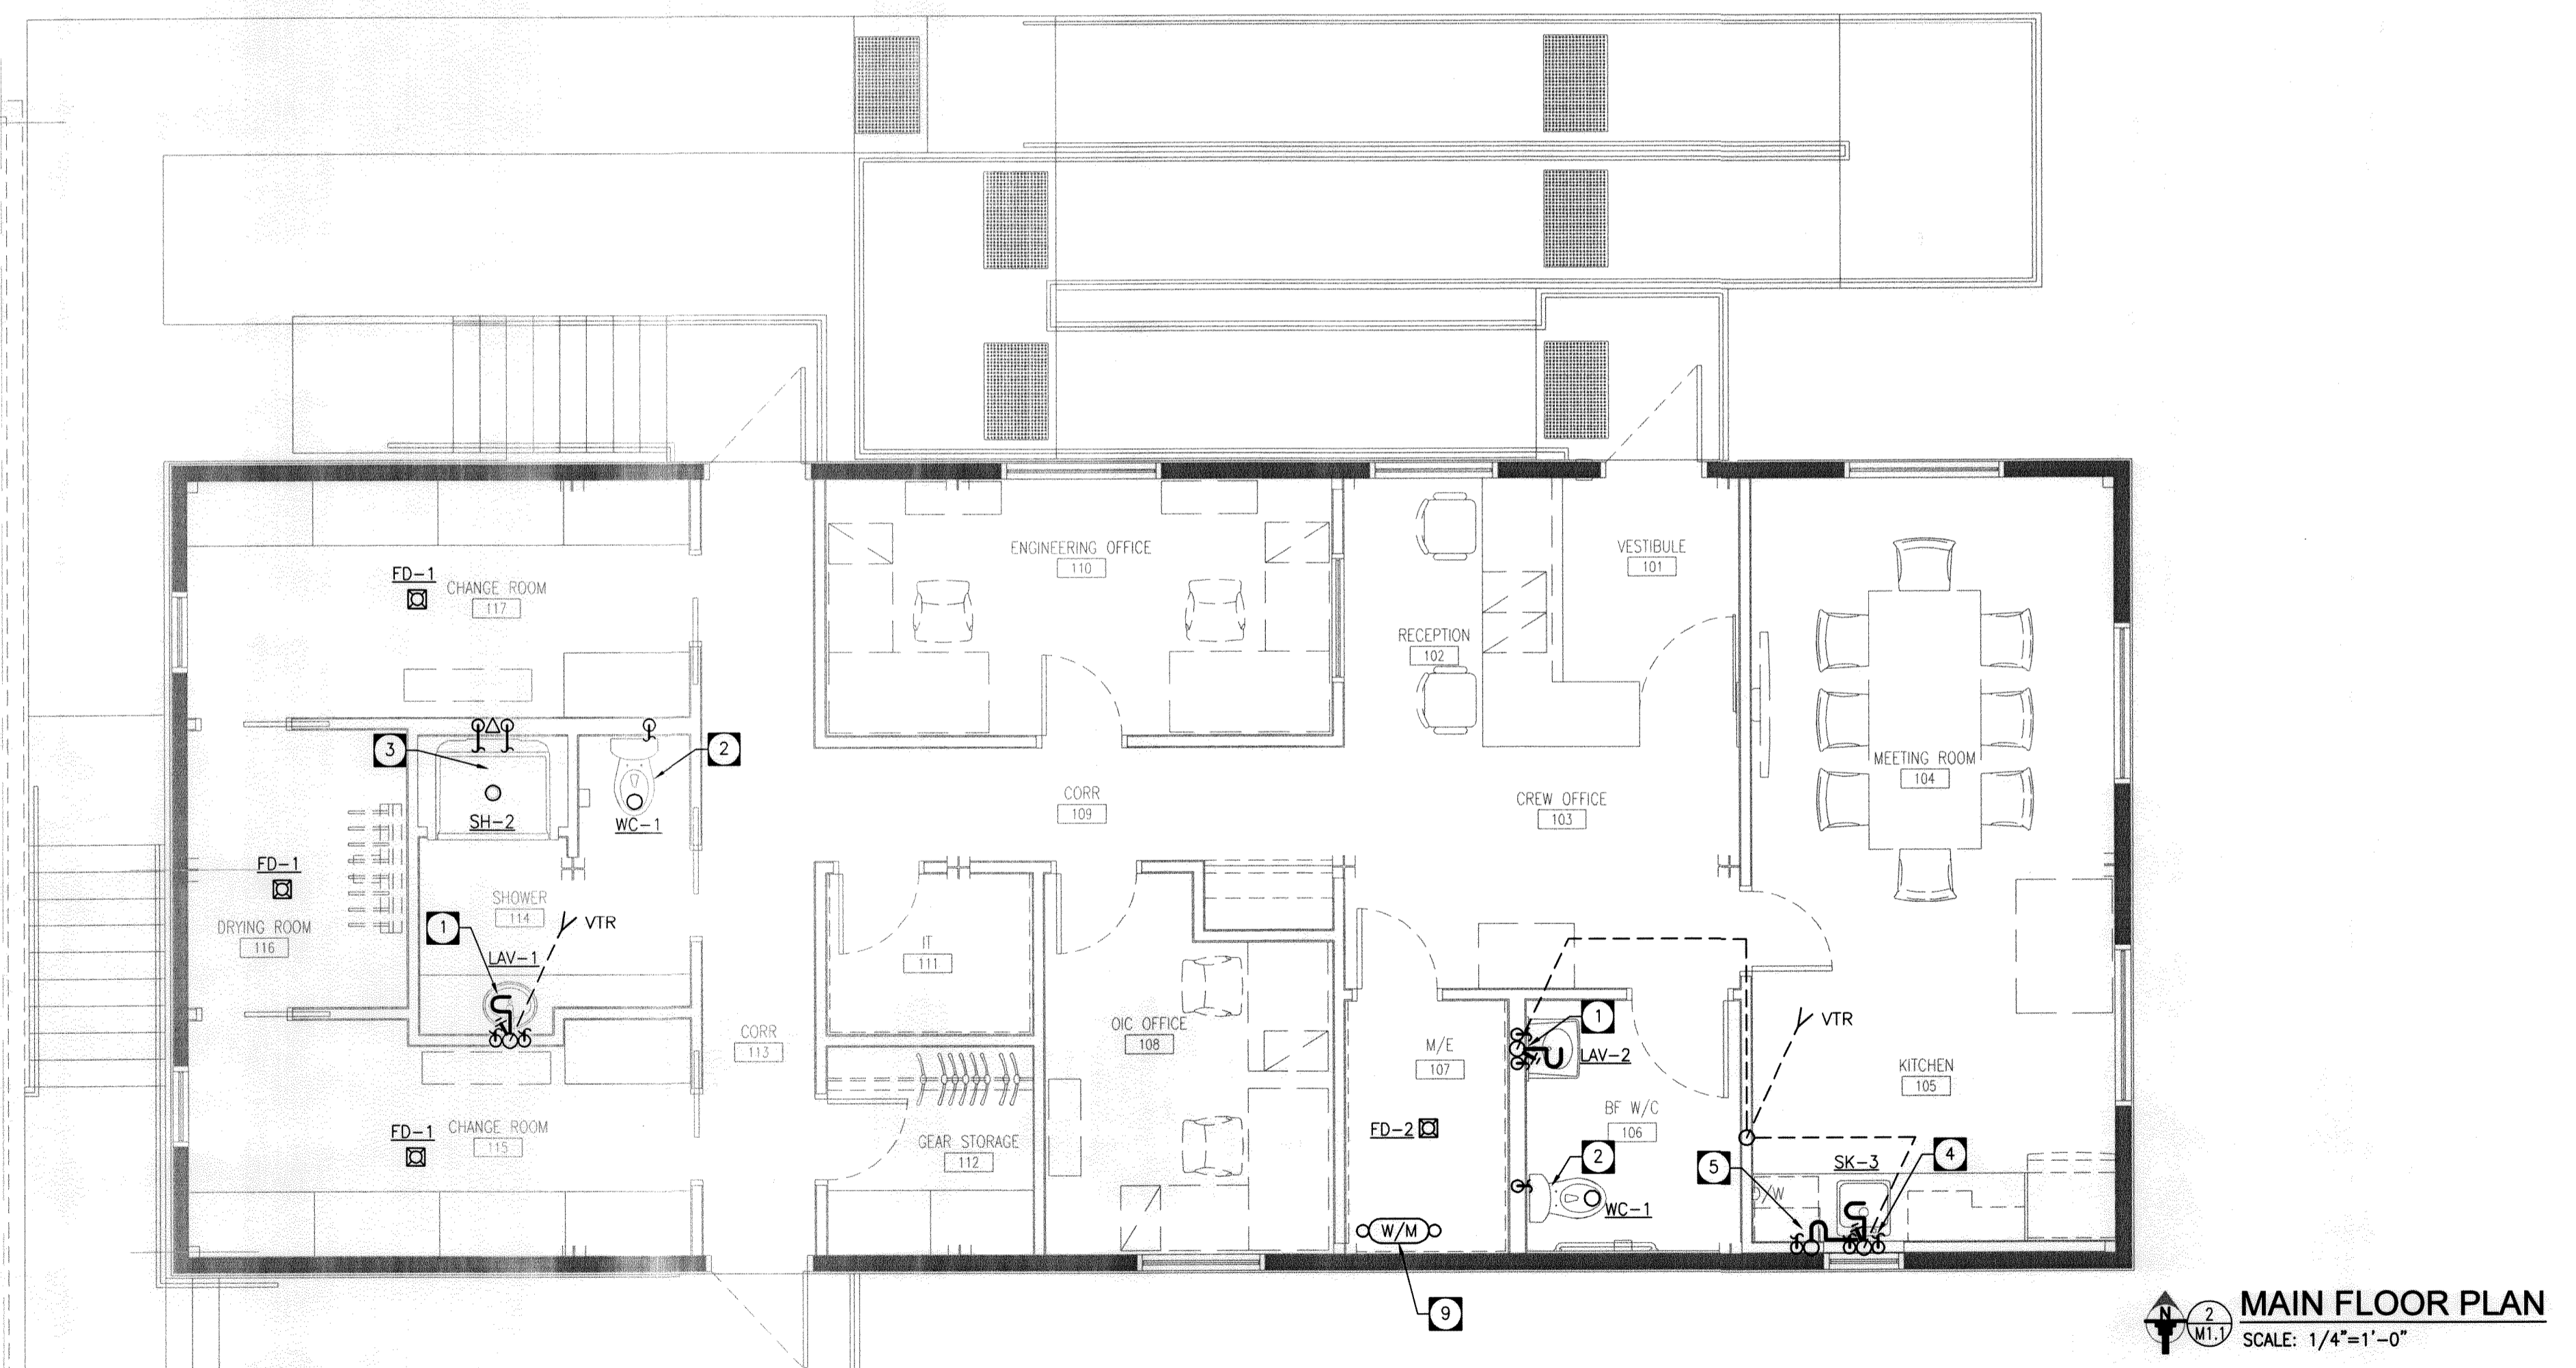 ENGINEERING OFFICE
110
VESTIBULE
101
FD-1
CHANGE ROOM
117
RECEPTION
102
3
2
MEETING ROOM
104
CORR
109
CREW OFFICE
103
SH-2
WC-1
FD-1
SHOWER
114
DRYING ROOM
116
1
VTR
LAV-1
IT
111
CORR
113
OIC OFFICE
108
M/E
107
1
LAV-2
VTR
KITCHEN
105
BF W/C
106
FD-1
CHANGE ROOM
115
GEAR STORAGE
112
FD-2
2
WC-1
5
SK-3
4
D/W
W/M
9
N
2
M1.1
MAIN FLOOR PLAN
SCALE: 1/4"=1'-0"